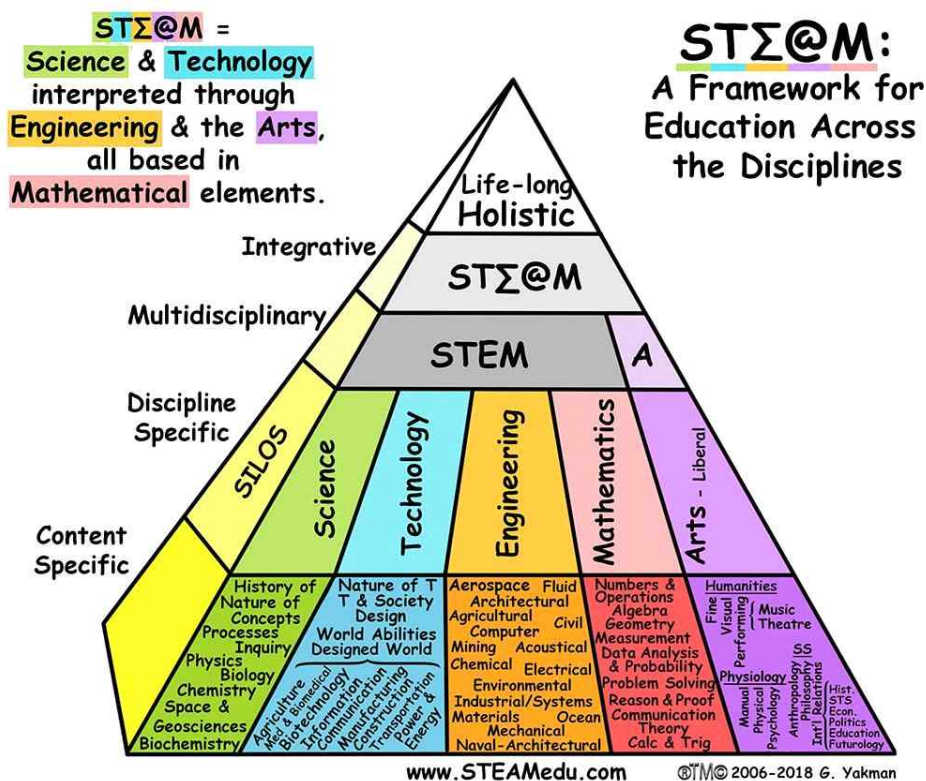 STΣ@M =
Science & Technology
interpreted through
Engineering & the Arts,
all based in
Mathematical elements.
STΣ@M:
A Framework for
Education Across
the Disciplines
Life-long
Holistic
Integrative
STΣ@M
Multidisciplinary
STEM
A
Discipline
Specific
SILOS
Science
Technology
Engineering
Mathematics
Arts - Liberal
Content
Specific
History of
Nature of
Concepts
Processes
Inquiry
Physics
Biology
Chemistry
Space &
Geosciences
Biochemistry
Nature of T
T & Society
Design
World Abilities
Designed World
Agriculture
Med & Biomedical
Biotechnology
Information
Communication
Manufacturing
Construction
Transportation
Power &
Energy
Aerospace Fluid
Architectural
Agricultural Civil
Computer
Mining Acoustical
Chemical Electrical
Environmental
Industrial/Systems
Materials Ocean
Mechanical
Naval-Architectural
Numbers &
Operations
Algebra
Geometry
Measurement
Data Analysis
& Probability
Problem Solving
Reason & Proof
Communication
Theory
Calc & Trig
Humanities
Fine
Visual
Performing
Music
Theatre
Physiology
Manual
Physical
Psychology
SS
Anthropology
Philosophy
Int'l Relations
Hist.
STS
Econ.
Politics
Education
Futurology
www.STEAMedu.com
®TM© 2006-2018 G. Yakman